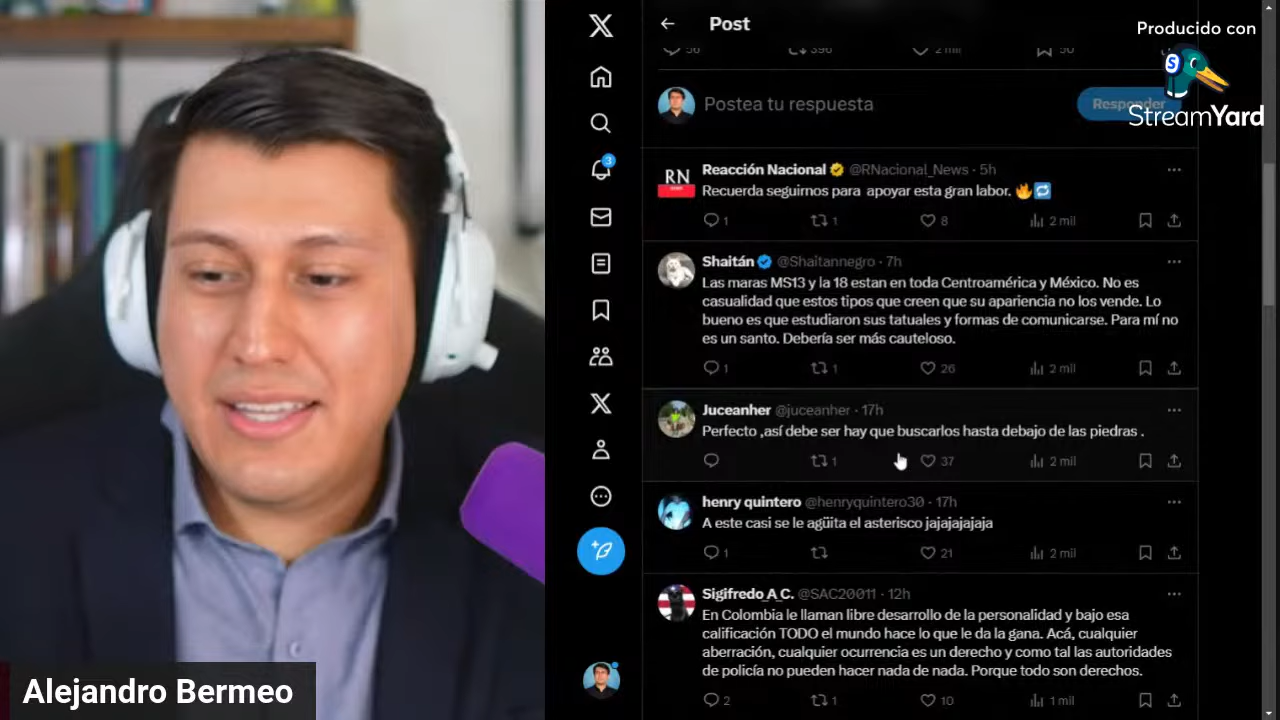 Post
Producido con
StreamYard
56 396 2 mil 50
Postea tu respuesta
Responder
3
RN
Reacción Nacional @RNacional_News · 5h
Recuerda seguirnos para apoyar esta gran labor. 🔥🔁
1 1 8 2 mil
Shaitán @Shaitannegro · 7h
Las maras MS13 y la 18 estan en toda Centroamérica y México. No es
casualidad que estos tipos que creen que su apariencia no los vende. Lo
bueno es que estudiaron sus tatuales y formas de comunicarse. Para mí no
es un santo. Debería ser más cauteloso.
1 1 26 2 mil
Juceanher @juceanher · 17h
Perfecto ,así debe ser hay que buscarlos hasta debajo de las piedras .
1 37 2 mil
henry quintero @henryquintero30 · 17h
A este casi se le agüita el asterisco jajajajajaja
1 21 2 mil
Sigifredo_A_C. @SAC20011 · 12h
En Colombia le llaman libre desarrollo de la personalidad y bajo esa
calificación TODO el mundo hace lo que le da la gana. Acá, cualquier
aberración, cualquier ocurrencia es un derecho y como tal las autoridades
de policía no pueden hacer nada de nada. Porque todo son derechos.
2 1 10 1 mil
Alejandro Bermeo